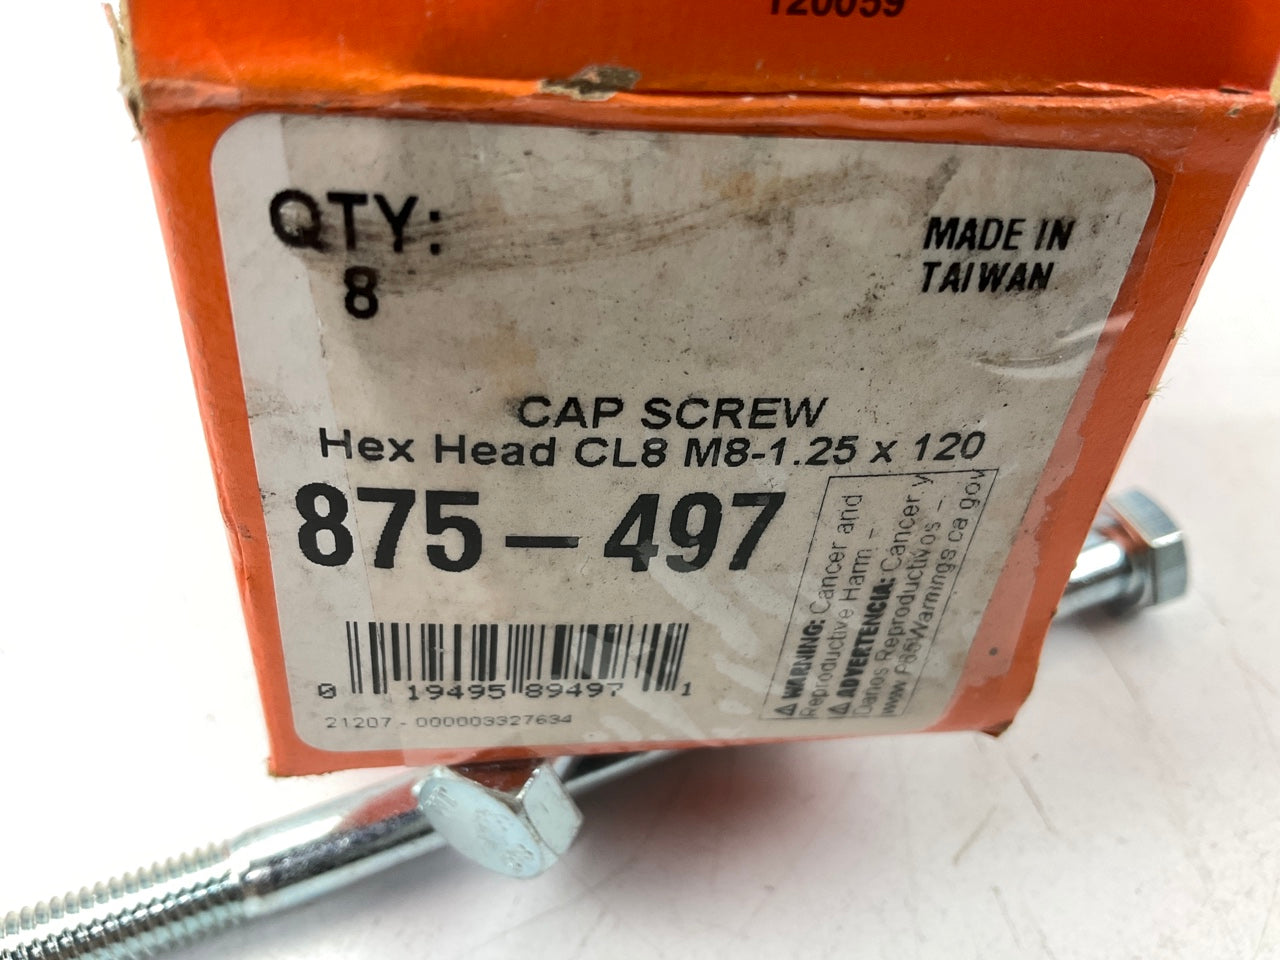 120059
QTY:
8
MADE IN
TAIWAN
CAP SCREW
Hex Head CL8 M8-1.25 x 120
875-497
⚠ WARNING: Cancer and
Reproductive Harm -
⚠ ADVERTENCIA: Cancer y
Danos Reproductivos -
www.P65Warnings.ca.gov
0 19495 89497 1
21207 - 000003327634